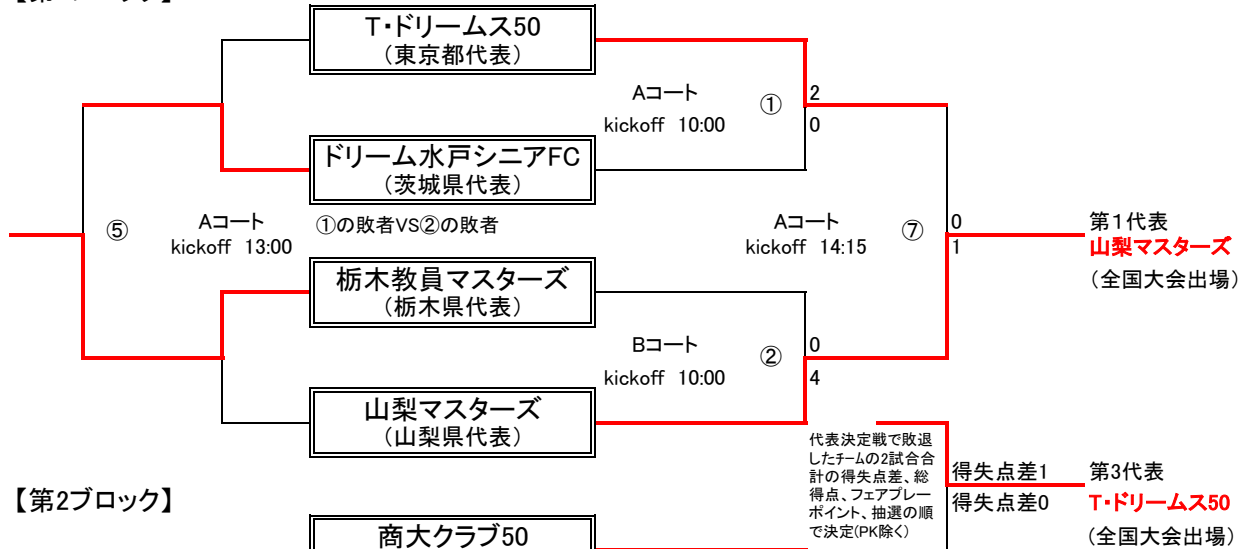 T・ドリームス50
(東京都代表)
Aコート
kickoff 10:00
①
2
0
ドリーム水戸シニアFC
(茨城県代表)
⑤
Aコート
kickoff 13:00
①の敗者VS②の敗者
Aコート
kickoff 14:15
⑦
0
1
第1代表
山梨マスターズ
(全国大会出場)
栃木教員マスターズ
(栃木県代表)
Bコート
kickoff 10:00
②
0
4
山梨マスターズ
(山梨県代表)
代表決定戦で敗退
したチームの2試合合
計の得失点差、総
得点、フェアプレー
ポイント、抽選の順
で決定(PK除く)
得失点差1
得失点差0
第3代表
T・ドリームス50
(全国大会出場)
【第2ブロック】
商大クラブ50